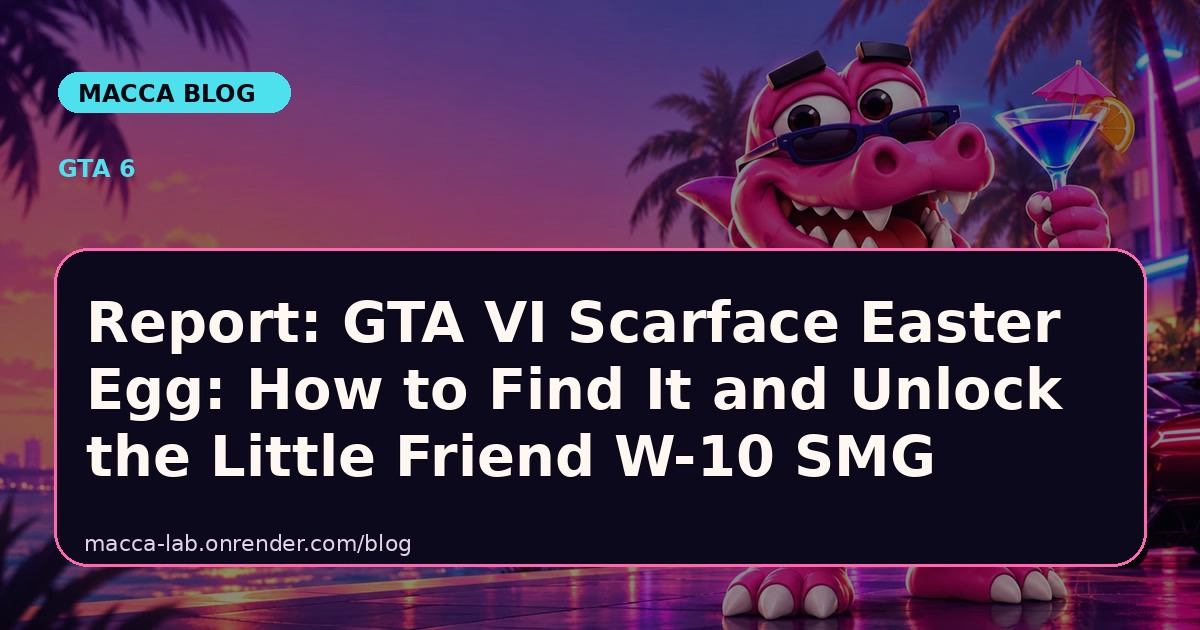 MACCA BLOG
GTA 6
Report: GTA VI Scarface Easter
Egg: How to Find It and Unlock
the Little Friend W-10 SMG
macca-lab.onrender.com/blog